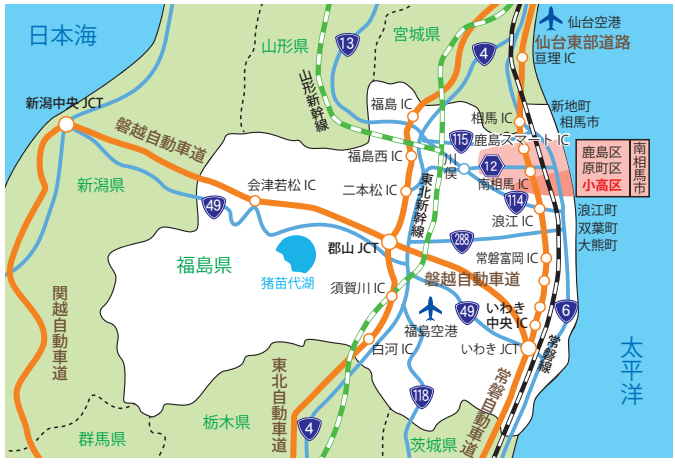 日本海
山形県
13
宮城県
4
仙台空港
仙台東部道路
亘理 IC
山形新幹線
福島 IC
相馬 IC
新地町
相馬市
新潟中央 JCT
磐越自動車道
115
鹿島スマート IC
福島西 IC
川俣
12
鹿島区
原町区
小高区
南相馬市
新潟県
49
会津若松 IC
二本松 IC
東北新幹線
南相馬 IC
114
浪江 IC
浪江町
双葉町
大熊町
288
郡山 JCT
福島県
猪苗代湖
常磐富岡 IC
磐越自動車道
須賀川 IC
関越自動車道
福島空港
49
いわき
中央 IC
6
白河 IC
いわき JCT
常磐線
太平洋
東北自動車道
118
常磐自動車道
栃木県
4
群馬県
茨城県